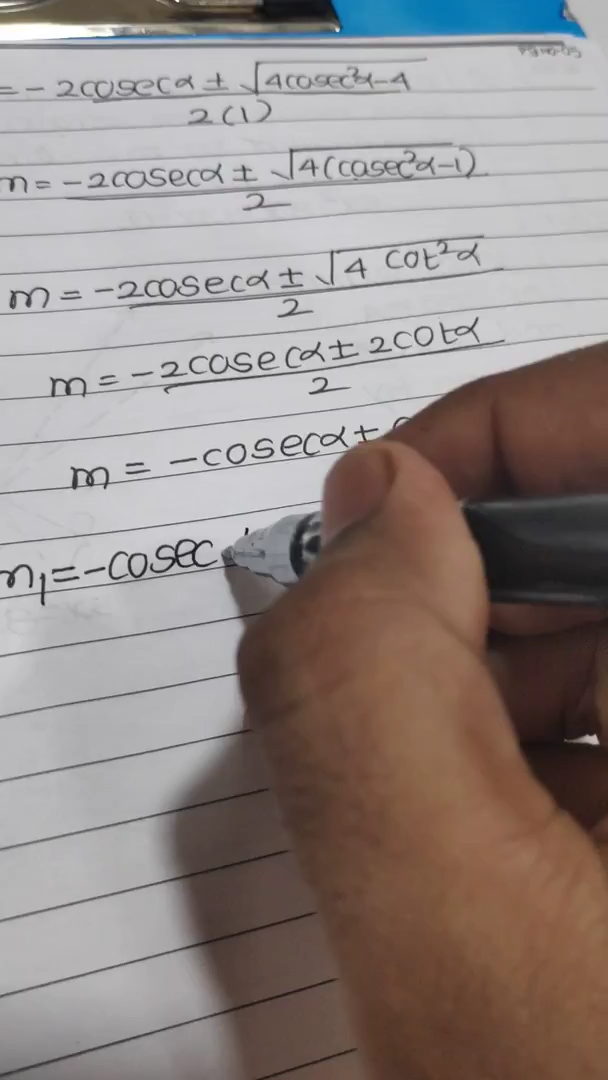 = -2cosecα ± √4cosec²α-4
2(1)
m = -2cosecα ± √4(cosec²α-1)
2
m = -2cosecα ± √4 cot²α
2
m = -2cosecα ± 2cotα
2
m = -cosecα ±
m₁ = -cosec